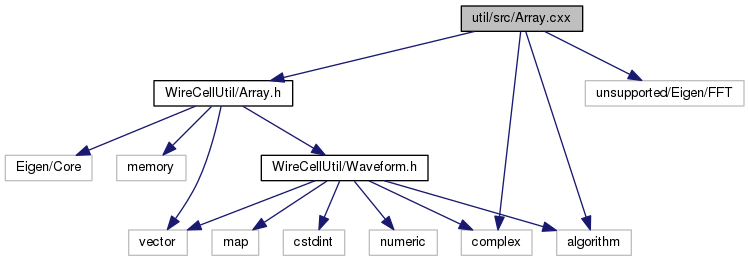 util/src/Array.cxx
WireCellUtil/Array.h
unsupported/Eigen/FFT
Eigen/Core
memory
WireCellUtil/Waveform.h
vector
map
cstdint
numeric
complex
algorithm